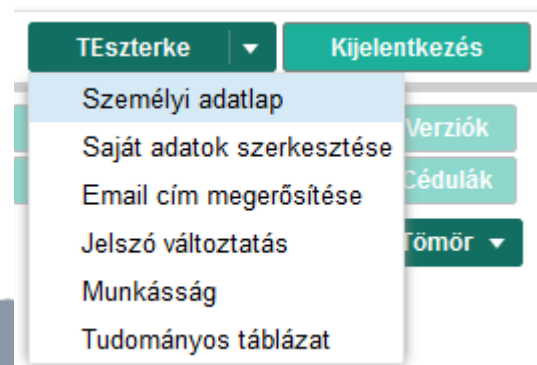 TEszterke Kijelentkezés
Személyi adatlap
Saját adatok szerkesztése Verziók
Email cím megerősítése Cédulák
Jelszó változtatás Tömör
Munkásság
Tudományos táblázat